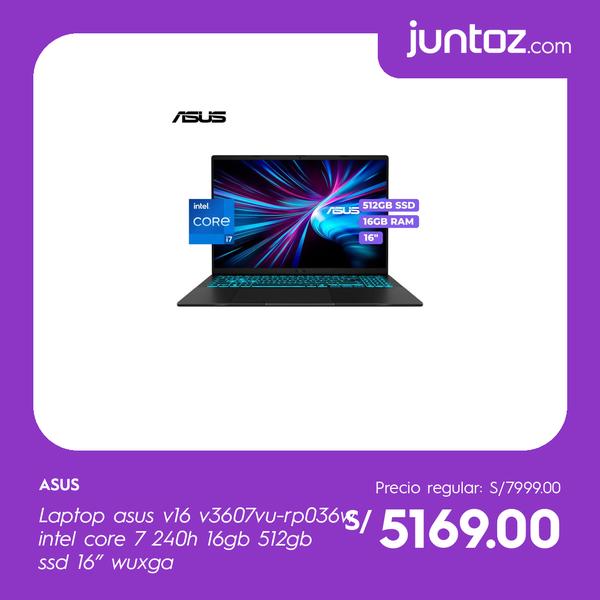 juntoz.com
ASUS
ASUS
512GB SSD
16GB RAM
16"
intel
CORE
i7
ASUS
Precio regular: S/7999.00
Laptop asus v16 v3607vu-rp036w
intel core 7 240h 16gb 512gb
ssd 16" wuxga
S/ 5169.00